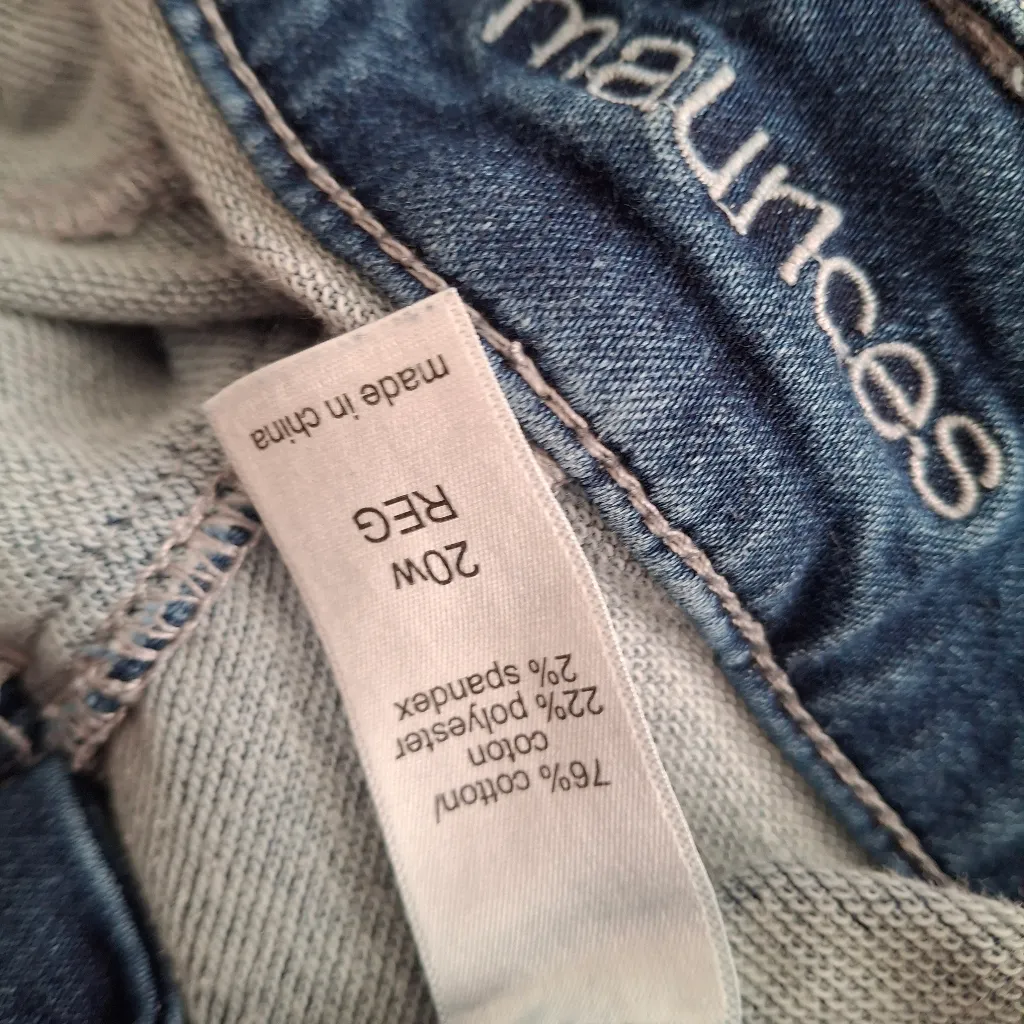 maurices
76% cotton/
coton
22% polyester
2% spandex
20w
REG
made in china